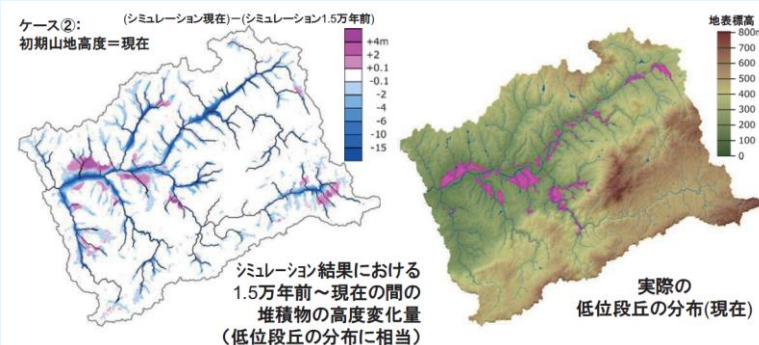 ケース②:
初期山地高度=現在
(シミュレーション現在)-(シミュレーション1.5万年前)
+4m
+2
+0.1
-0.1
-2
-4
-6
-10
-15
シミュレーション結果における
1.5万年前~現在の間の
堆積物の高度変化量
(低位段丘の分布に相当)
地表標高
800m
700
600
500
400
300
200
100
0
実際の
低位段丘の分布(現在)